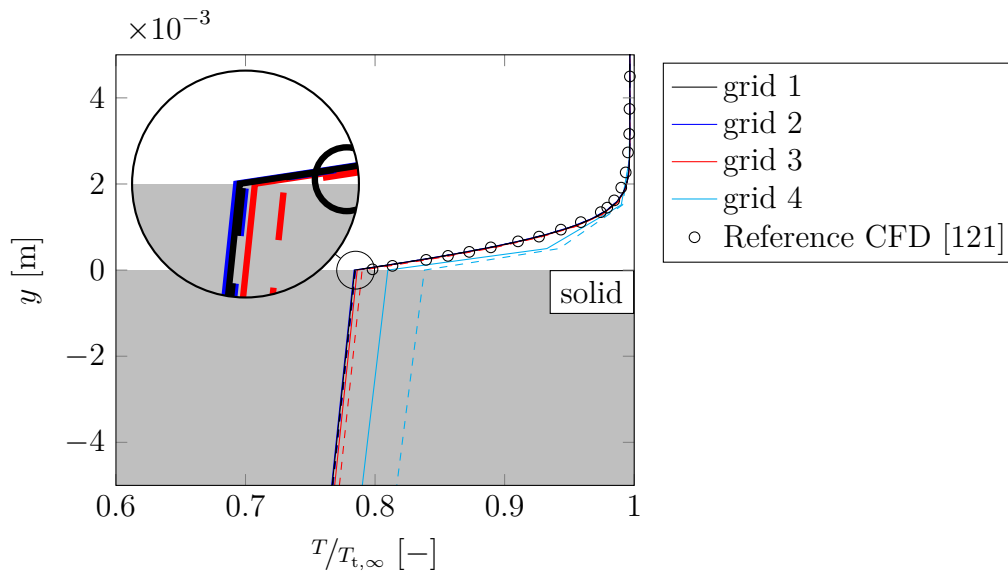 ×10⁻³
4
2
0
−2
−4
y [m]
0.6 0.7 0.8 0.9 1
T/Tt,∞ [−]
solid
grid 1
grid 2
grid 3
grid 4
Reference CFD [121]